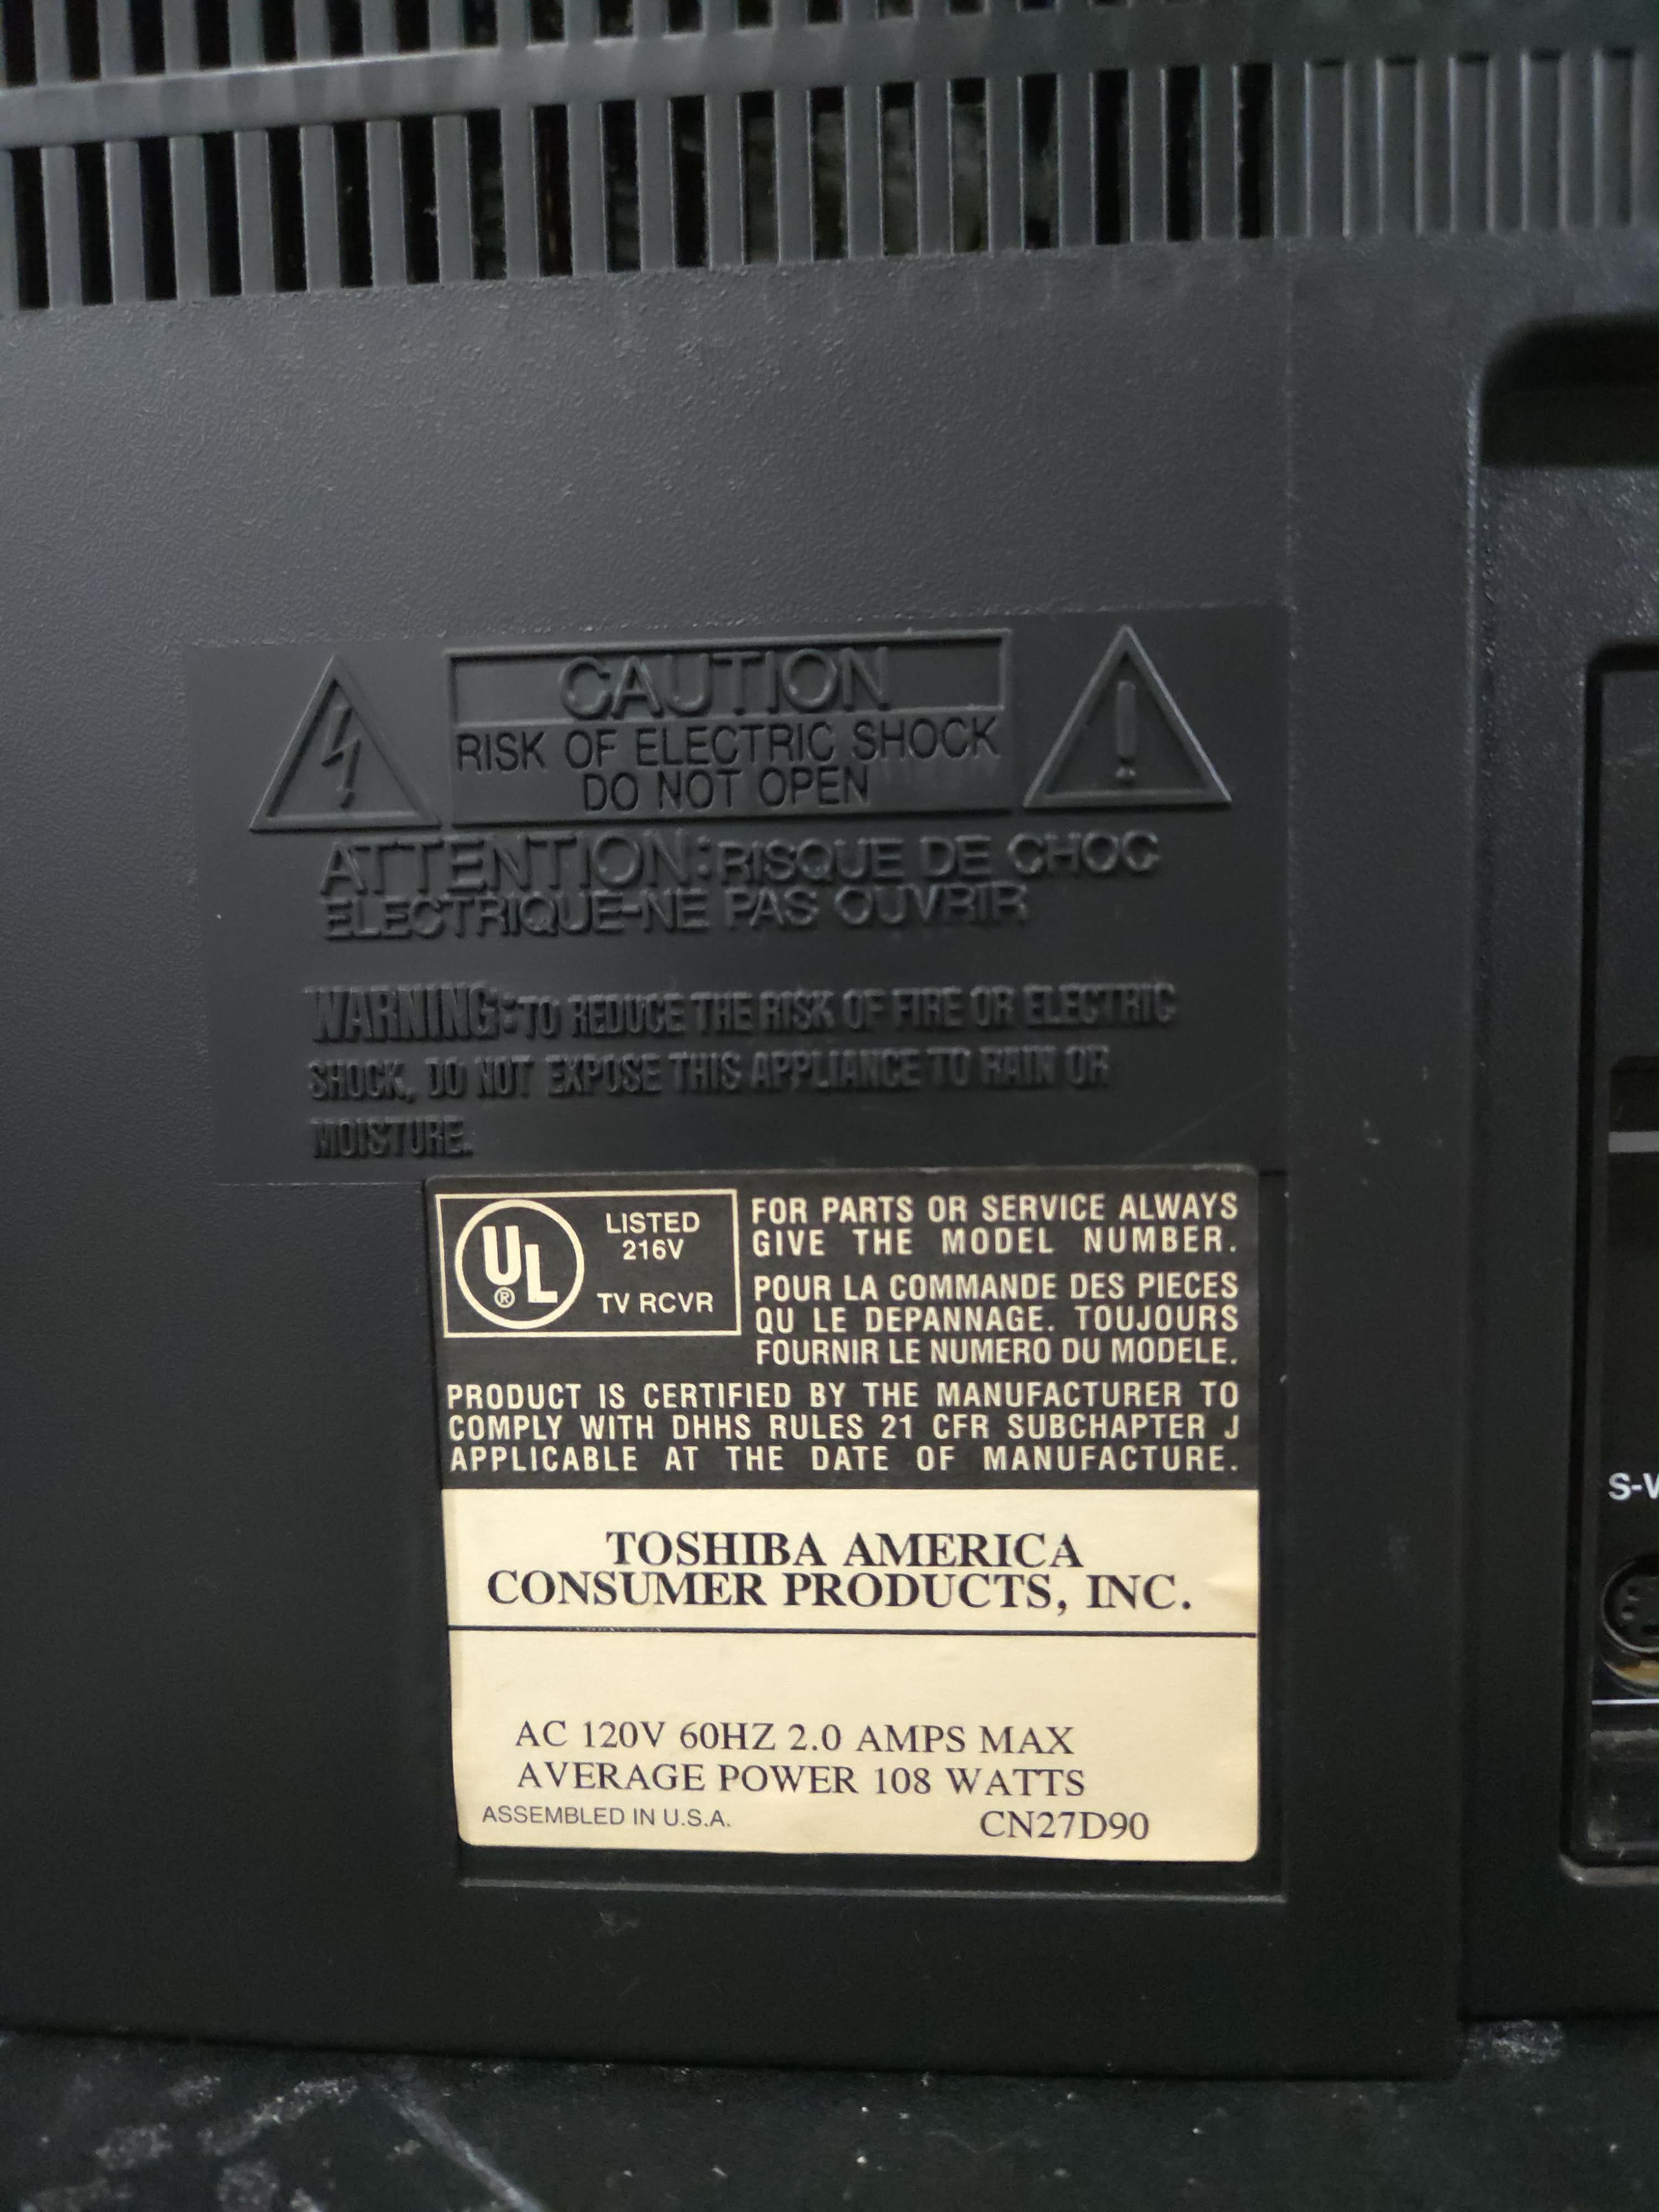 CAUTION
RISK OF ELECTRIC SHOCK
DO NOT OPEN
ATTENTION: RISQUE DE CHOC
ELECTRIQUE-NE PAS OUVRIR
WARNING: TO REDUCE THE RISK OF FIRE OR ELECTRIC
SHOCK, DO NOT EXPOSE THIS APPLIANCE TO RAIN OR
MOISTURE.
UL ®
LISTED
216V
TV RCVR
FOR PARTS OR SERVICE ALWAYS
GIVE THE MODEL NUMBER.
POUR LA COMMANDE DES PIECES
QU LE DEPANNAGE. TOUJOURS
FOURNIR LE NUMERO DU MODELE.
PRODUCT IS CERTIFIED BY THE MANUFACTURER TO
COMPLY WITH DHHS RULES 21 CFR SUBCHAPTER J
APPLICABLE AT THE DATE OF MANUFACTURE.
TOSHIBA AMERICA
CONSUMER PRODUCTS, INC.
AC 120V 60HZ 2.0 AMPS MAX
AVERAGE POWER 108 WATTS
ASSEMBLED IN U.S.A. CN27D90
S-V